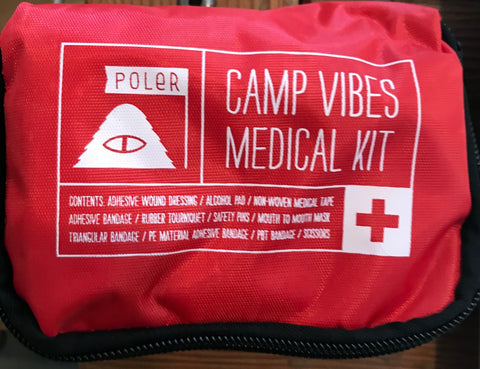 POLER
CAMP VIBES
MEDICAL KIT
CONTENTS: ADHESIVE WOUND DRESSING / ALCOHOL PAD / NON-WOVEN MEDICAL TAPE
ADHESIVE BANDAGE / RUBBER TOURNIQUET / SAFETY PINS / MOUTH TO MOUTH MASK
TRIANGULAR BANDAGE / PE MATERIAL ADHESIVE BANDAGE / PBT BANDAGE / SCISSORS